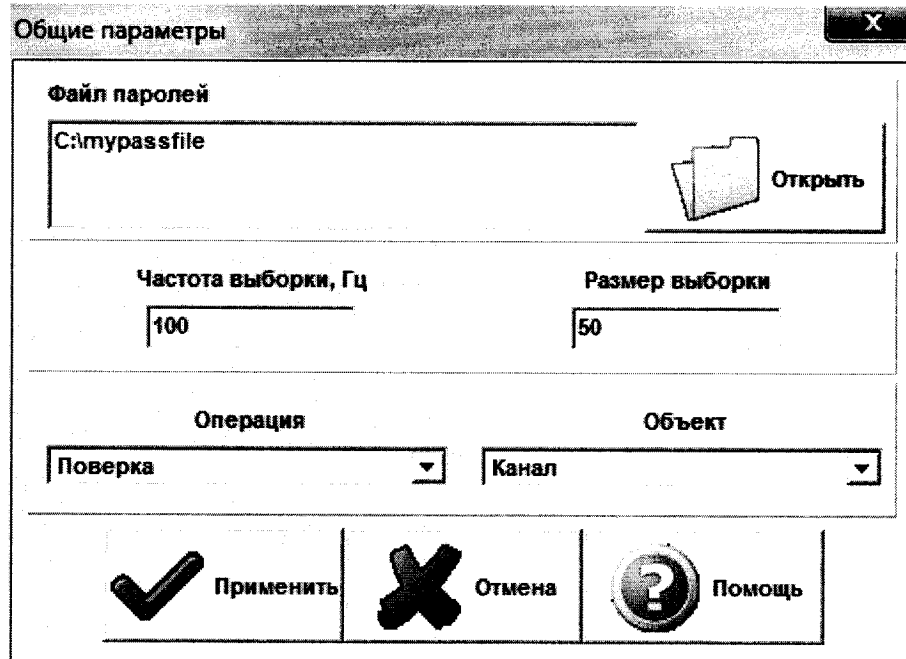 Общие параметры
X
Файл паролей
C:\mypassfile
Открыть
Частота выборки, Гц
Размер выборки
100
50
Операция
Объект
Поверка
Канал
Применить
Отмена
? Помощь